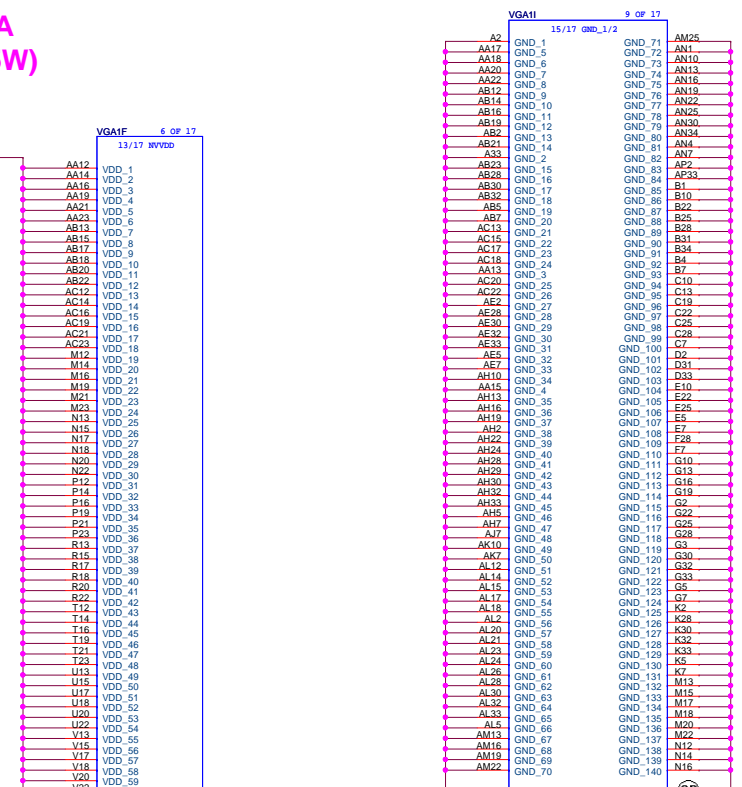 A
W)
VGA1F 6 OF 17
13/17 NVVDD
AA12 VDD_1
AA14 VDD_2
AA16 VDD_3
AA19 VDD_4
AA21 VDD_5
AA23 VDD_6
AB13 VDD_7
AB15 VDD_8
AB17 VDD_9
AB18 VDD_10
AB20 VDD_11
AB22 VDD_12
AC12 VDD_13
AC14 VDD_14
AC16 VDD_15
AC19 VDD_16
AC21 VDD_17
AC23 VDD_18
M12 VDD_19
M14 VDD_20
M16 VDD_21
M19 VDD_22
M21 VDD_23
M23 VDD_24
N13 VDD_25
N15 VDD_26
N17 VDD_27
N18 VDD_28
N20 VDD_29
N22 VDD_30
P12 VDD_31
P14 VDD_32
P16 VDD_33
P19 VDD_34
P21 VDD_35
P23 VDD_36
R13 VDD_37
R15 VDD_38
R17 VDD_39
R18 VDD_40
R20 VDD_41
R22 VDD_42
T12 VDD_43
T14 VDD_44
T16 VDD_45
T19 VDD_46
T21 VDD_47
T23 VDD_48
U13 VDD_49
U15 VDD_50
U17 VDD_51
U18 VDD_52
U20 VDD_53
U22 VDD_54
V13 VDD_55
V15 VDD_56
V17 VDD_57
V18 VDD_58
V20 VDD_59
VGA1I 9 OF 17
15/17 GND_1/2
A2 GND_1 GND_71 AM25
AA17 GND_5 GND_72 AN1
AA18 GND_6 GND_73 AN10
AA20 GND_7 GND_74 AN13
AA22 GND_8 GND_75 AN16
AB12 GND_9 GND_76 AN19
AB14 GND_10 GND_77 AN22
AB16 GND_11 GND_78 AN25
AB19 GND_12 GND_79 AN30
AB2 GND_13 GND_80 AN34
AB21 GND_14 GND_81 AN4
A33 GND_2 GND_82 AN7
AB23 GND_15 GND_83 AP2
AB28 GND_16 GND_84 AP33
AB30 GND_17 GND_85 B1
AB32 GND_18 GND_86 B10
AB5 GND_19 GND_87 B22
AB7 GND_20 GND_88 B25
AC13 GND_21 GND_89 B28
AC15 GND_22 GND_90 B31
AC17 GND_23 GND_91 B34
AC18 GND_24 GND_92 B4
AA13 GND_3 GND_93 B7
AC20 GND_25 GND_94 C10
AC22 GND_26 GND_95 C13
AE2 GND_27 GND_96 C19
AE28 GND_28 GND_97 C22
AE30 GND_29 GND_98 C25
AE32 GND_30 GND_99 C28
AE33 GND_31 GND_100 C7
AE5 GND_32 GND_101 D2
AE7 GND_33 GND_102 D31
AH10 GND_34 GND_103 D33
AA15 GND_4 GND_104 E10
AH13 GND_35 GND_105 E22
AH16 GND_36 GND_106 E25
AH19 GND_37 GND_107 E5
AH2 GND_38 GND_108 E7
AH22 GND_39 GND_109 F28
AH24 GND_40 GND_110 F7
AH28 GND_41 GND_111 G10
AH29 GND_42 GND_112 G13
AH30 GND_43 GND_113 G16
AH32 GND_44 GND_114 G19
AH33 GND_45 GND_115 G2
AH5 GND_46 GND_116 G22
AH7 GND_47 GND_117 G25
AJ7 GND_48 GND_118 G28
AK10 GND_49 GND_119 G3
AK7 GND_50 GND_120 G30
AL12 GND_51 GND_121 G32
AL14 GND_52 GND_122 G33
AL15 GND_53 GND_123 G5
AL17 GND_54 GND_124 G7
AL18 GND_55 GND_125 K2
AL2 GND_56 GND_126 K28
AL20 GND_57 GND_127 K30
AL21 GND_58 GND_128 K32
AL23 GND_59 GND_129 K33
AL24 GND_60 GND_130 K5
AL26 GND_61 GND_131 K7
AL28 GND_62 GND_132 M13
AL30 GND_63 GND_133 M15
AL32 GND_64 GND_134 M17
AL33 GND_65 GND_135 M18
AL5 GND_66 GND_136 M20
AM13 GND_67 GND_137 M22
AM16 GND_68 GND_138 N12
AM19 GND_69 GND_139 N14
AM22 GND_70 GND_140 N16